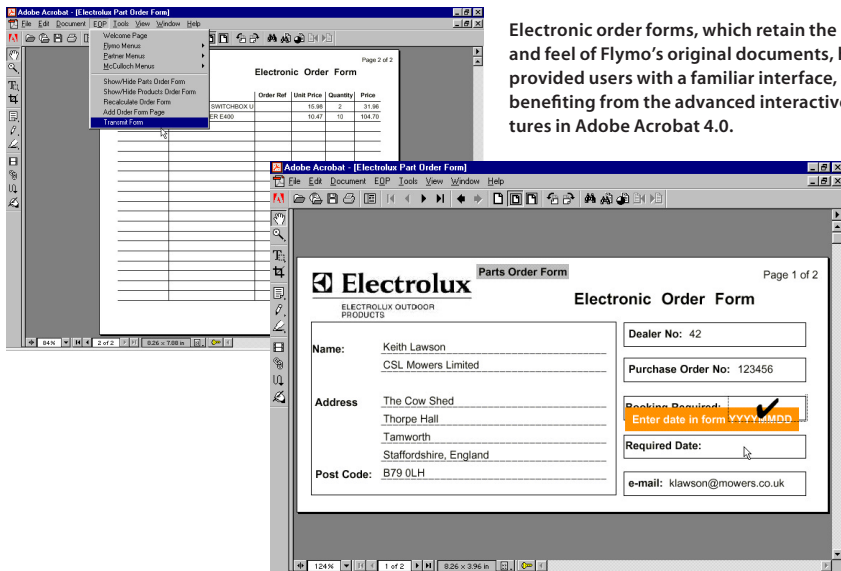 Adobe Acrobat - [Electrolux Part Order Form]
File Edit Document EOP Tools View Window Help
Welcome Page
Flymo Menus
Partner Menus
McCulloch Menus
Show/Hide Parts Order Form
Show/Hide Products Order Form
Recalculate Order Form
Add Order Form Page
Transmit Form
Page 2 of 2
Electronic Order Form
Order Ref Unit Price Quantity Price
SWITCHBOX U 15.98 2 31.96
ER E400 10.47 10 104.70
84% 2 of 2 8.26 x 7.08 in
Electronic order forms, which retain the
and feel of Flymo's original documents,
provided users with a familiar interface,
benefiting from the advanced interactive
tures in Adobe Acrobat 4.0.
Adobe Acrobat - [Electrolux Part Order Form]
File Edit Document EOP Tools View Window Help
Electrolux
ELECTROLUX OUTDOOR
PRODUCTS
Parts Order Form
Page 1 of 2
Electronic Order Form
Name: Keith Lawson
CSL Mowers Limited
Address The Cow Shed
Thorpe Hall
Tamworth
Staffordshire, England
Post Code: B79 0LH
Dealer No: 42
Purchase Order No: 123456
Booking Required:
Enter date in form YYYYMMDD
Required Date:
e-mail: klawson@mowers.co.uk
124% 1 of 2 8.26 x 3.96 in